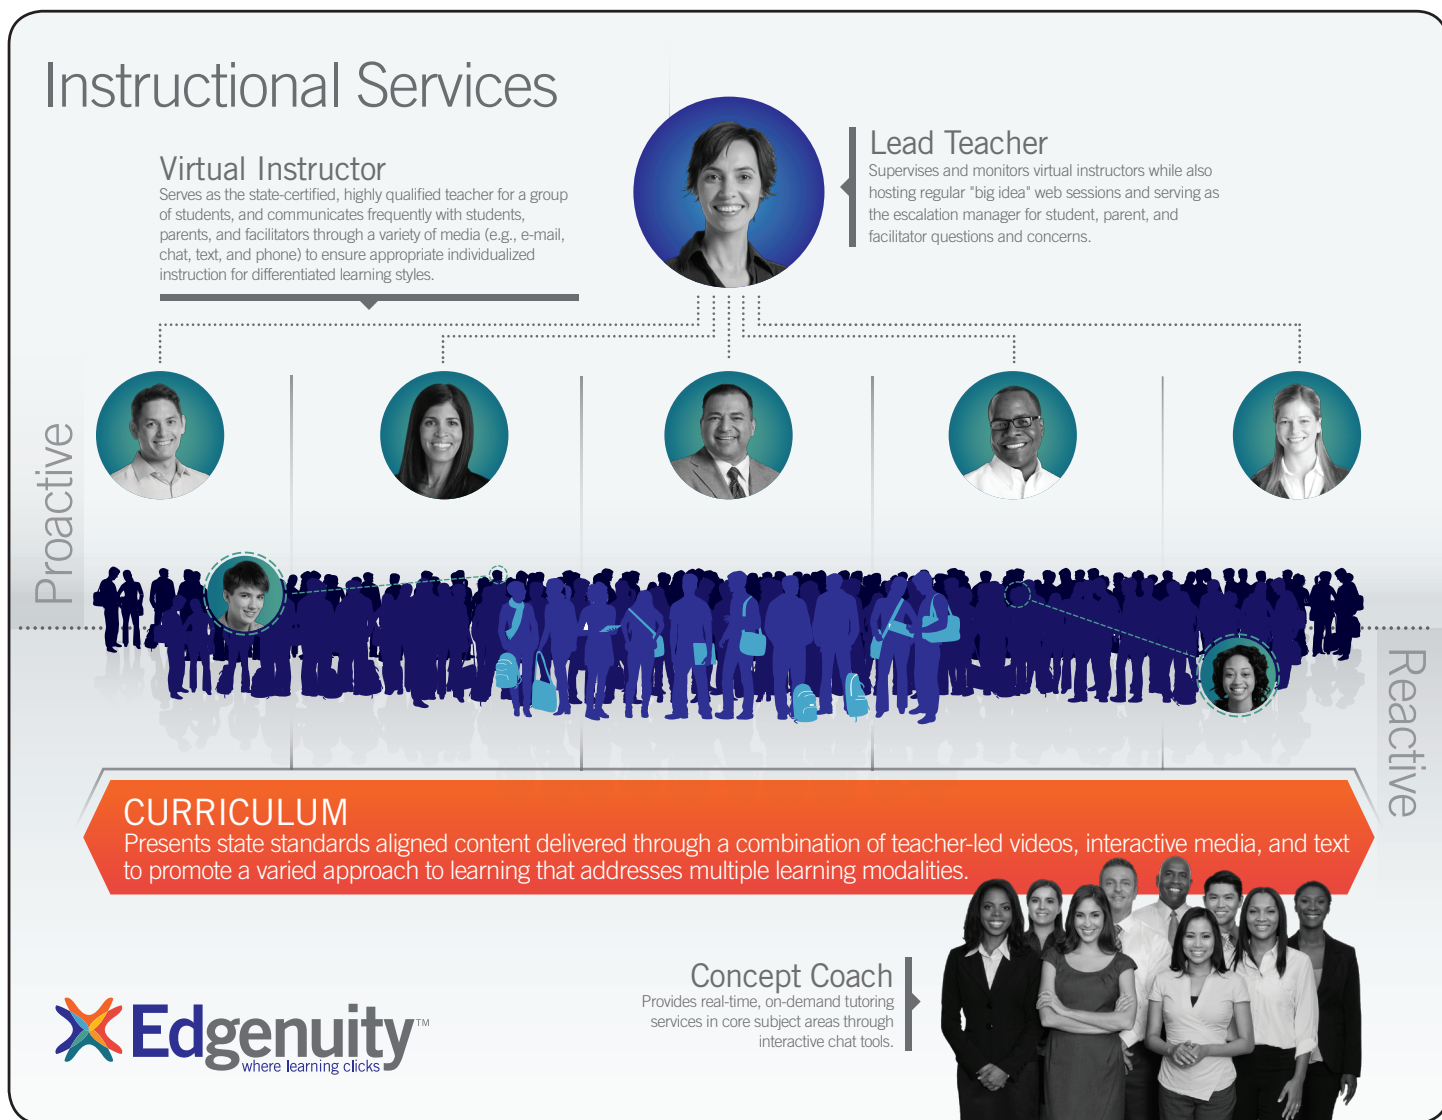 Instructional Services
Virtual Instructor
Serves as the state-certified, highly qualified teacher for a group
of students, and communicates frequently with students,
parents, and facilitators through a variety of media (e.g., e-mail,
chat, text, and phone) to ensure appropriate individualized
instruction for differentiated learning styles.
Lead Teacher
Supervises and monitors virtual instructors while also
hosting regular "big idea" web sessions and serving as
the escalation manager for student, parent, and
facilitator questions and concerns.
Proactive
Reactive
CURRICULUM
Presents state standards aligned content delivered through a combination of teacher-led videos, interactive media, and text
to promote a varied approach to learning that addresses multiple learning modalities.
Concept Coach
Provides real-time, on-demand tutoring
services in core subject areas through
interactive chat tools.
Edgenuity™
where learning clicks